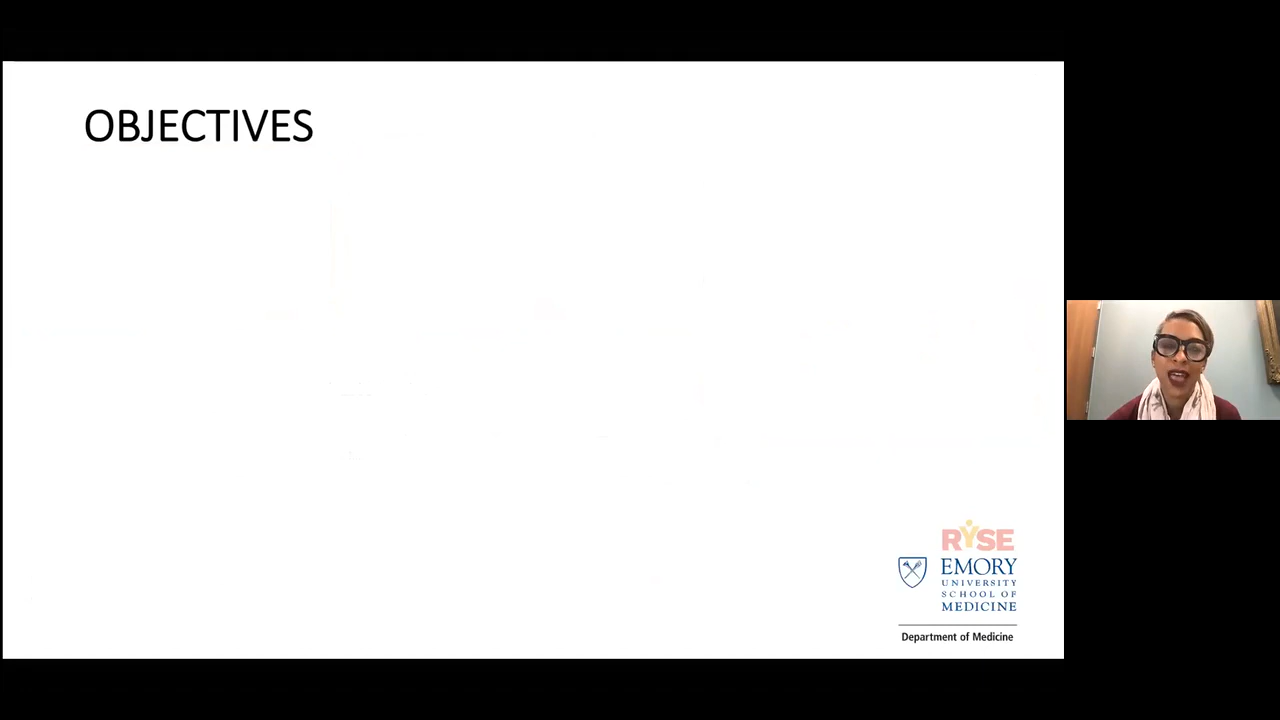 OBJECTIVES
RYSE
EMORY
UNIVERSITY
SCHOOL OF
MEDICINE
Department of Medicine